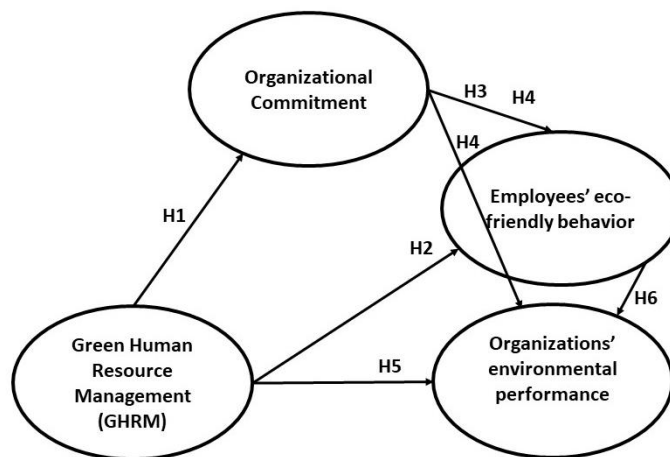 Organizational
Commitment
H3
H4
H4
Employees’ eco-
friendly behavior
H1
H2
H6
Green Human
Resource
Management
(GHRM)
H5
Organizations’
environmental
performance